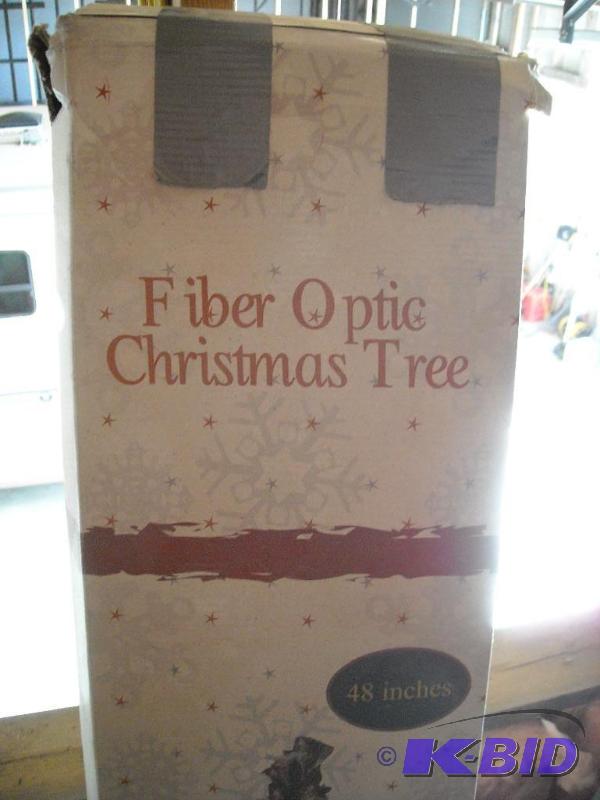 Fiber Optic
Christmas Tree
48 inches
© K-BID